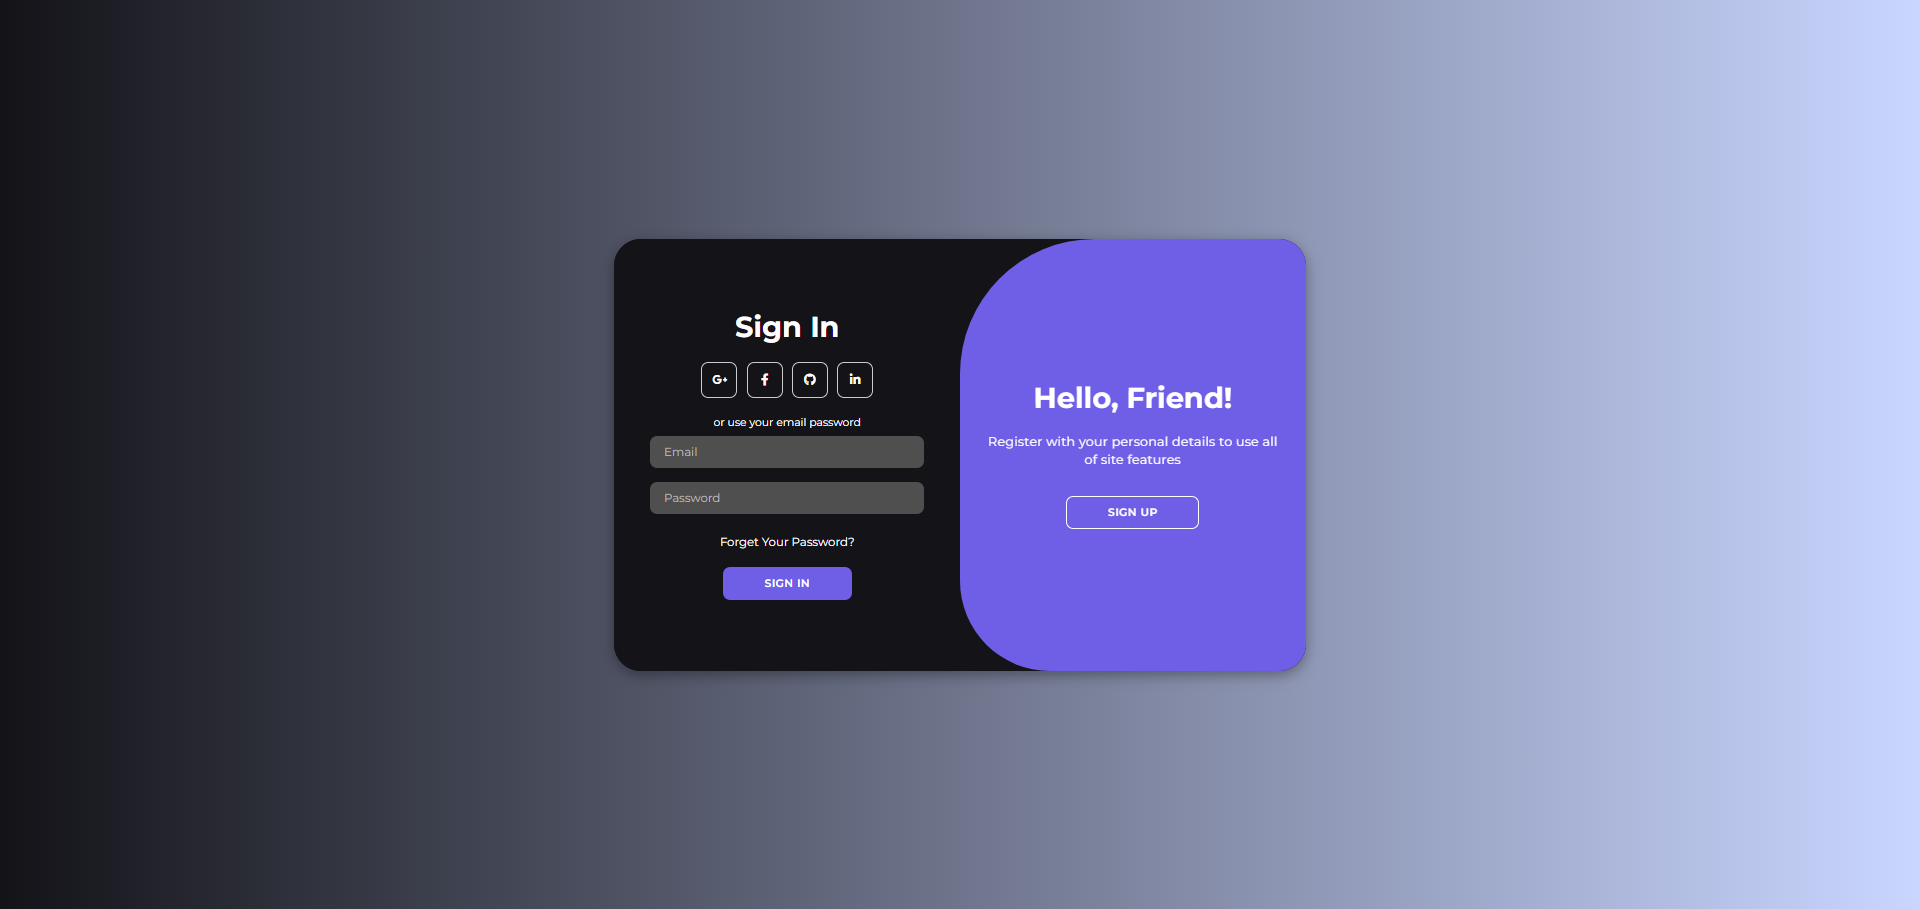 Sign In
G+
f
in
or use your email password
Email
Password
Forget Your Password?
SIGN IN
Hello, Friend!
Register with your personal details to use all
of site features
SIGN UP